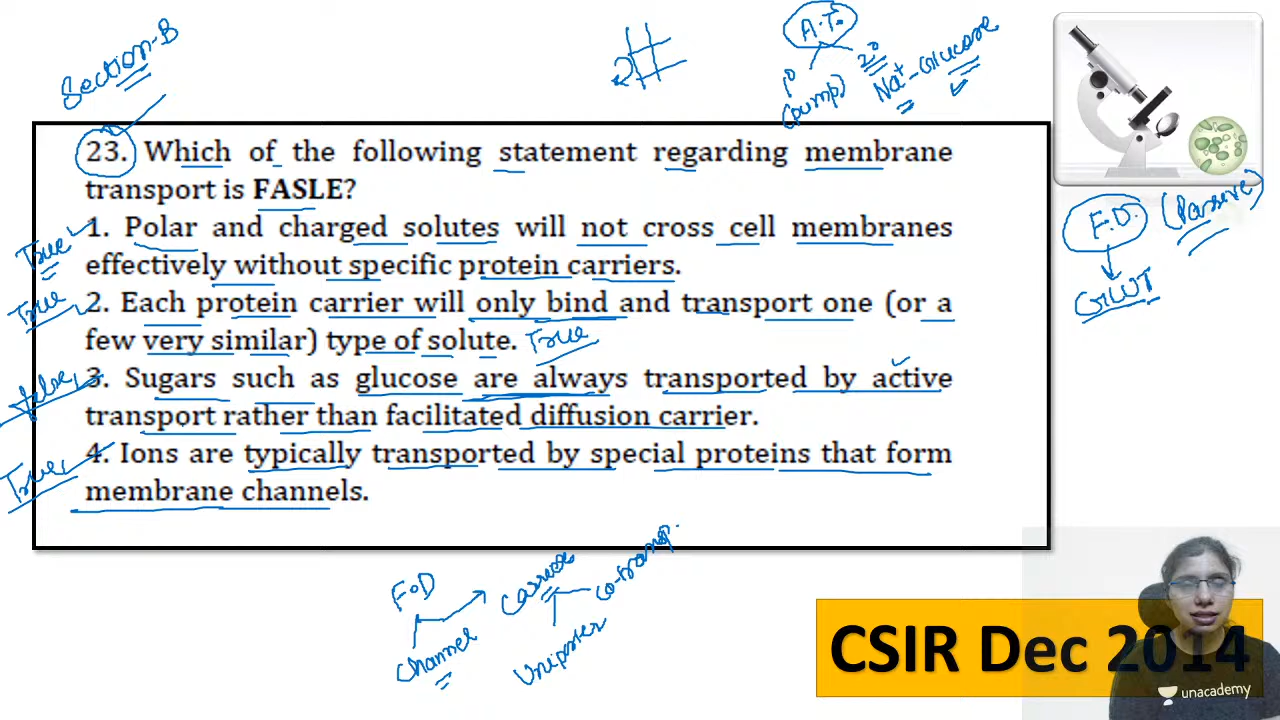 Section-B
A.T.
1° 2°
(pump) Na+-Glucose
23. Which of the following statement regarding membrane
transport is FASLE?
1. Polar and charged solutes will not cross cell membranes
effectively without specific protein carriers.
2. Each protein carrier will only bind and transport one (or a
few very similar) type of solute. True
3. Sugars such as glucose are always transported by active
transport rather than facilitated diffusion carrier.
4. Ions are typically transported by special proteins that form
membrane channels.
True
True
false
True
F.D. (Passive)
GLUT
F.D
Channel
Carrier
Uniporter
Co-transp.
CSIR Dec 2014
unacademy